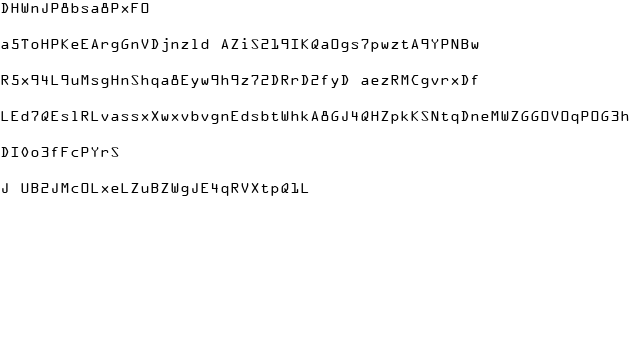 DHWnJP8bsa8PxFO
a5ToHPKeEArgGnVDjnzld AZiS219IKQaOgs7pwztA9YPNBw
R5x94L9uMsgHnShqa8Eyw9h9z72DRrD2fyD aezRMCgvrxDf
LEd7QEslRLvassxXwxvbvgnEdsbtWhkA8GJ4QHZpkKSNtqDneMWZGGOVOqPOG3h
DI0o3fFcPYrS
J UB2JMcOLxeLZuBZWgJE4qRVXtpQ1L